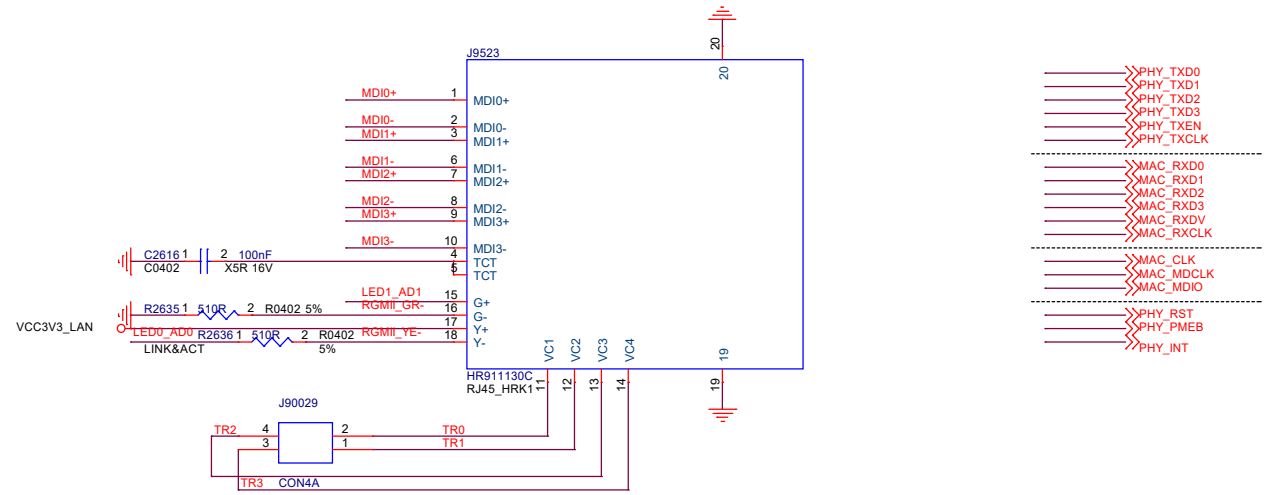 20
20
J9523
MDI0+ 1 MDI0+
MDI0- 2 MDI0-
MDI1+ 3 MDI1+
MDI1- 6 MDI1-
MDI2+ 7 MDI2+
MDI2- 8 MDI2-
MDI3+ 9 MDI3+
MDI3- 10 MDI3-
C2616 1 2 100nF 4 TCT
C0402 X5R 16V 5 TCT
LED1_AD1 15 G+
R2635 1 510R 2 R0402 5% RGMII_GR- 16 G-
VCC3V3_LAN 17 Y+
LED0_AD0 R2636 1 510R 2 R0402 RGMII_YE- 18 Y-
LINK&ACT 5%
VC1 VC2 VC3 VC4 19
HR911130C
RJ45_HRK1
11 12 13 14 19
J90029
TR2 4 2 TR0
3 1 TR1
TR3 CON4A
PHY_TXD0
PHY_TXD1
PHY_TXD2
PHY_TXD3
PHY_TXEN
PHY_TXCLK
MAC_RXD0
MAC_RXD1
MAC_RXD2
MAC_RXD3
MAC_RXDV
MAC_RXCLK
MAC_CLK
MAC_MDCLK
MAC_MDIO
PHY_RST
PHY_PMEB
PHY_INT